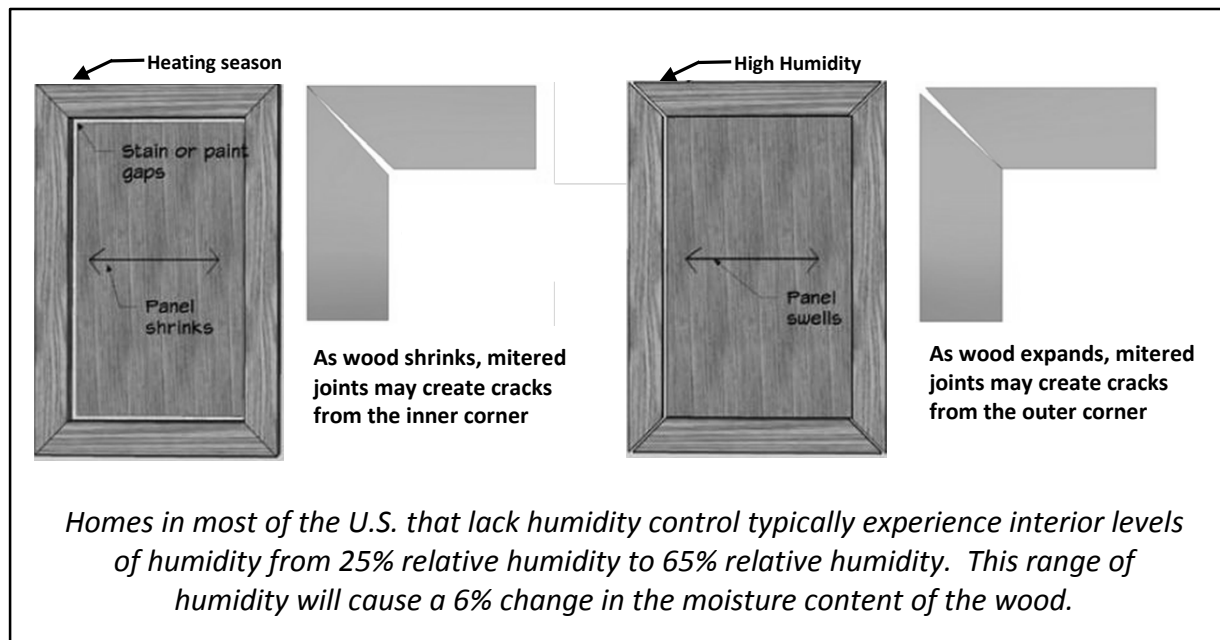 Heating season
Stain or paint
gaps
Panel
shrinks
As wood shrinks, mitered
joints may create cracks
from the inner corner
High Humidity
Panel
swells
As wood expands, mitered
joints may create cracks
from the outer corner
Homes in most of the U.S. that lack humidity control typically experience interior levels
of humidity from 25% relative humidity to 65% relative humidity.  This range of
humidity will cause a 6% change in the moisture content of the wood.